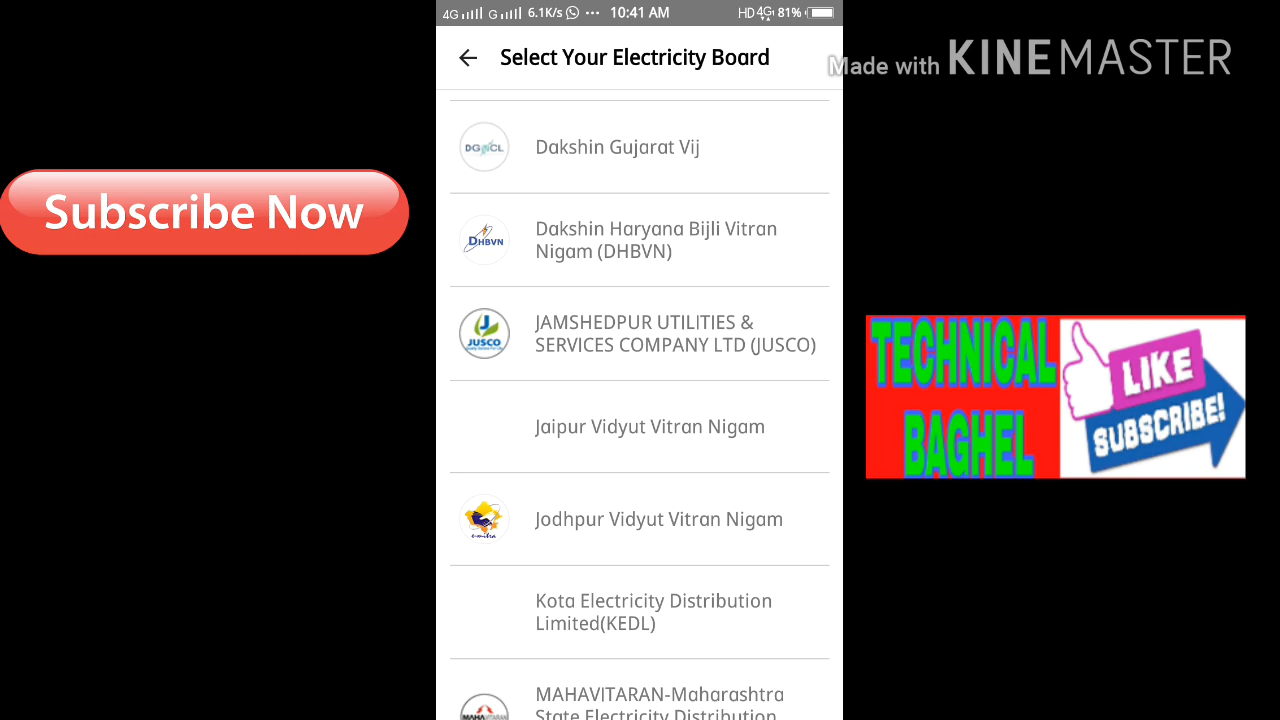 4G G 6.1K/s ••• 10:41 AM HD 4G 81%
Select Your Electricity Board
Made with KINEMASTER
Dakshin Gujarat Vij
Subscribe Now
DHBVN
Dakshin Haryana Bijli Vitran
Nigam (DHBVN)
JUSCO
JAMSHEDPUR UTILITIES &
SERVICES COMPANY LTD (JUSCO)
TECHNICAL
BAGHEL
LIKE
SUBSCRIBE!
Jaipur Vidyut Vitran Nigam
e-mitra
Jodhpur Vidyut Vitran Nigam
Kota Electricity Distribution
Limited(KEDL)
MAHAVITARAN
MAHAVITARAN-Maharashtra
State Electricity Distribution